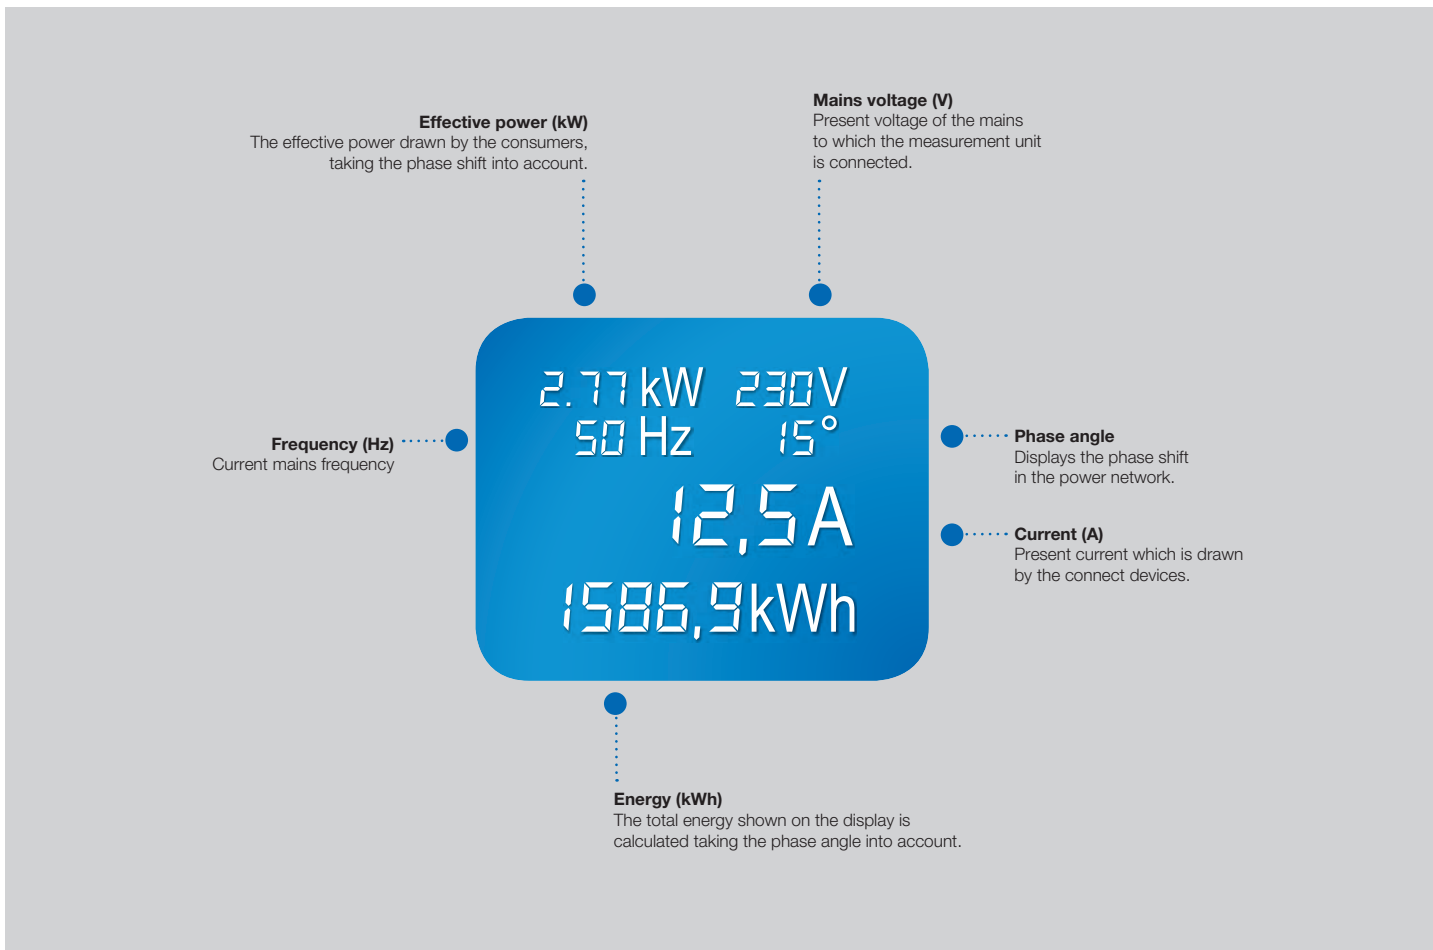 Effective power (kW)
The effective power drawn by the consumers,
taking the phase shift into account.
Mains voltage (V)
Present voltage of the mains
to which the measurement unit
is connected.
2.77 kW 230V
50 Hz 15°
12,5A
1586,9kWh
Frequency (Hz)
Current mains frequency
Phase angle
Displays the phase shift
in the power network.
Current (A)
Present current which is drawn
by the connect devices.
Energy (kWh)
The total energy shown on the display is
calculated taking the phase angle into account.